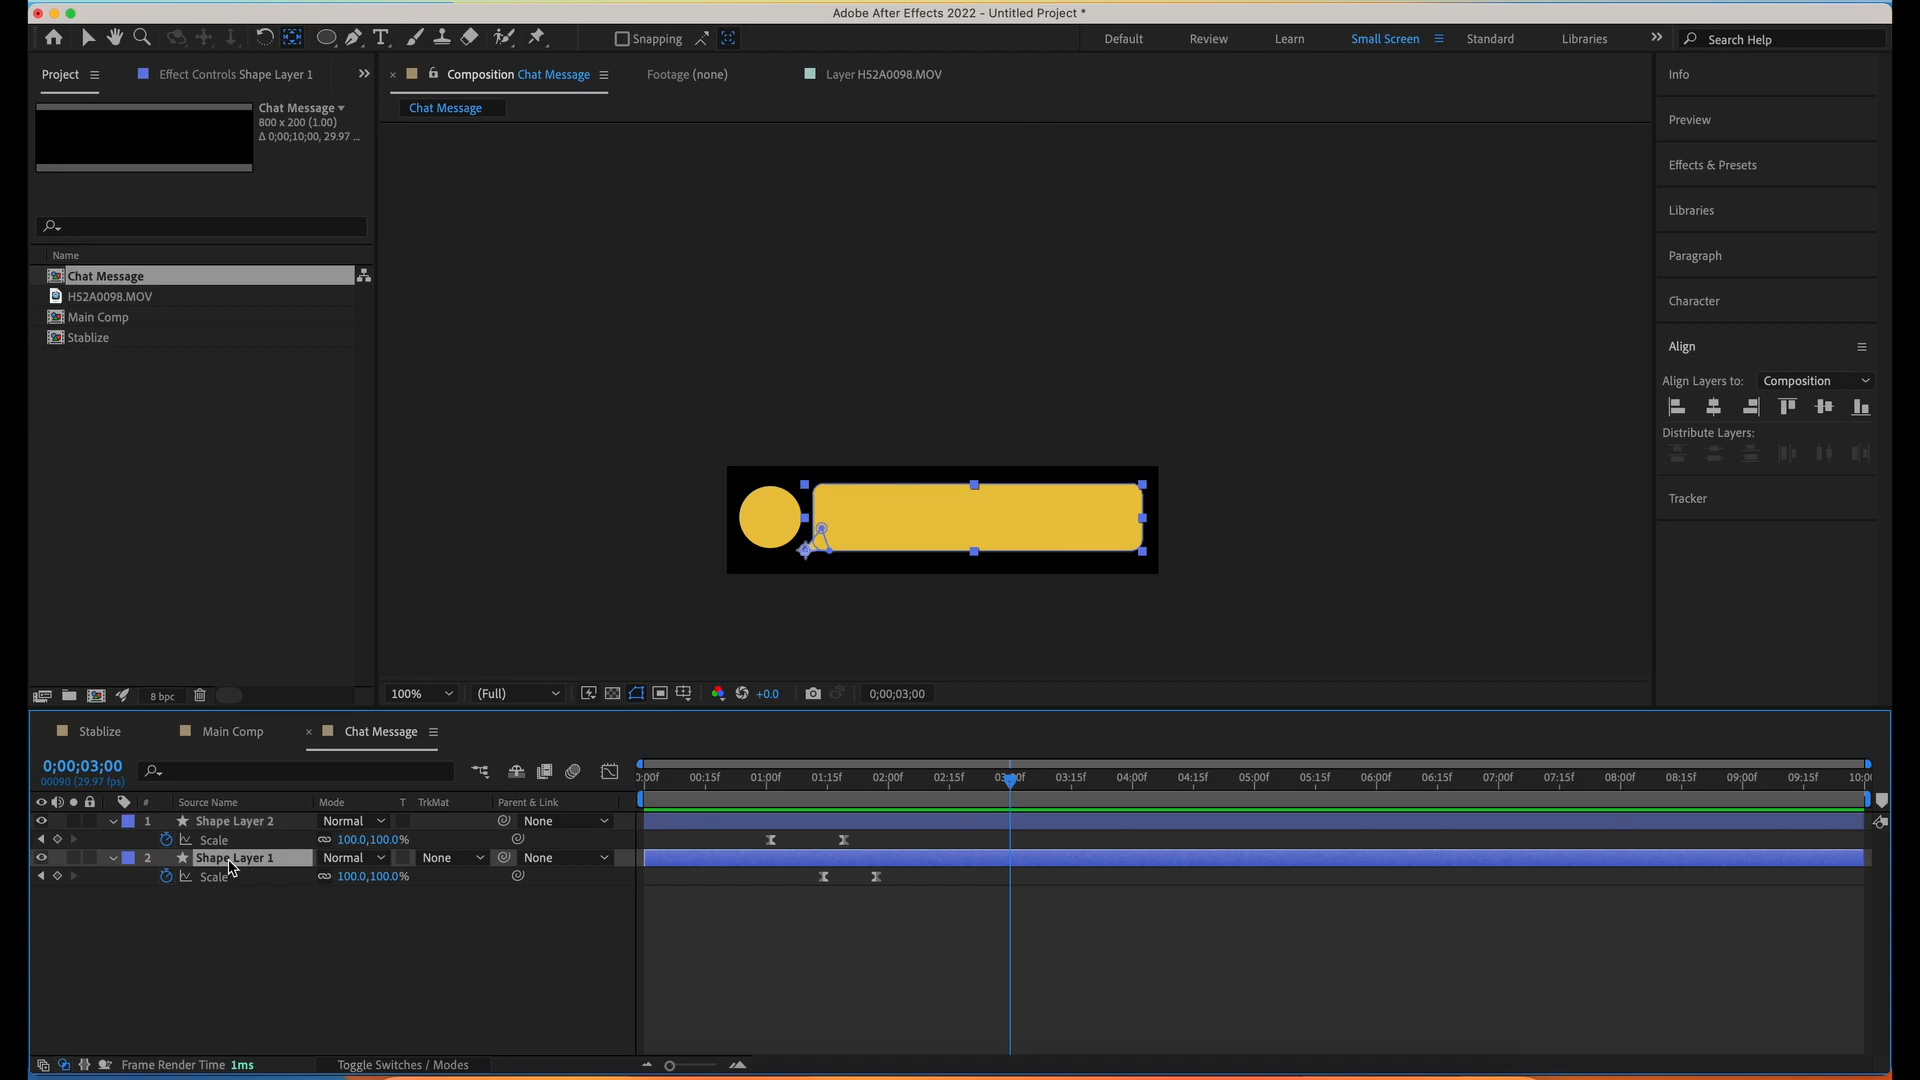 Adobe After Effects 2022 - Untitled Project *
Snapping
Default
Review
Learn
Small Screen
Standard
Libraries
Search Help
Project
Effect Controls Shape Layer 1
Composition Chat Message
Footage (none)
Layer H52A0098.MOV
Info
Chat Message
800 x 200 (1.00)
Δ 0;00;10;00, 29.97 ...
Chat Message
Preview
Effects & Presets
Libraries
Name
Chat Message
H52A0098.MOV
Main Comp
Stablize
Paragraph
Character
Align
Align Layers to:
Composition
Distribute Layers:
Tracker
8 bpc
100%
(Full)
+0.0
0;00;03;00
Stablize
Main Comp
Chat Message
0;00;03;00
00090 (29.97 fps)
0:00f 00:15f 01:00f 01:15f 02:00f 02:15f 03:00f 03:15f 04:00f 04:15f 05:00f 05:15f 06:00f 06:15f 07:00f 07:15f 08:00f 08:15f 09:00f 09:15f 10:0
# Source Name Mode T TrkMat Parent & Link
1 Shape Layer 2 Normal None
Scale 100.0,100.0%
2 Shape Layer 1 Normal None None
Scale 100.0,100.0%
Frame Render Time 1ms
Toggle Switches / Modes